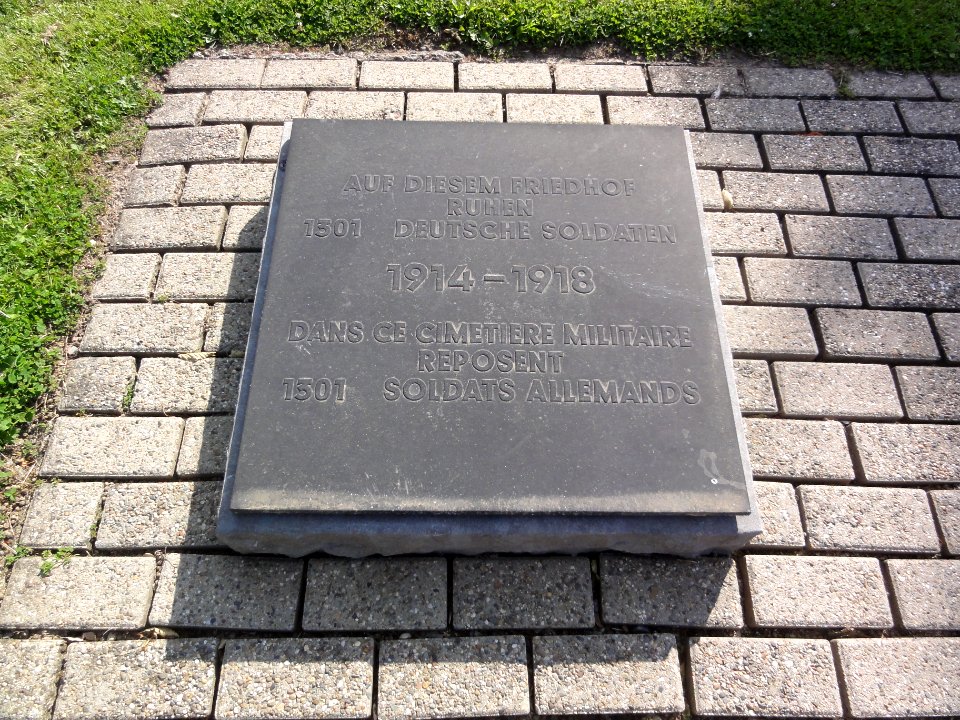 AUF DIESEM FRIEDHOF
RUHEN
1301 DEUTSCHE SOLDATEN
1914 – 1918
DANS CE CIMETIERE MILITAIRE
REPOSENT
1301 SOLDATS ALLEMANDS